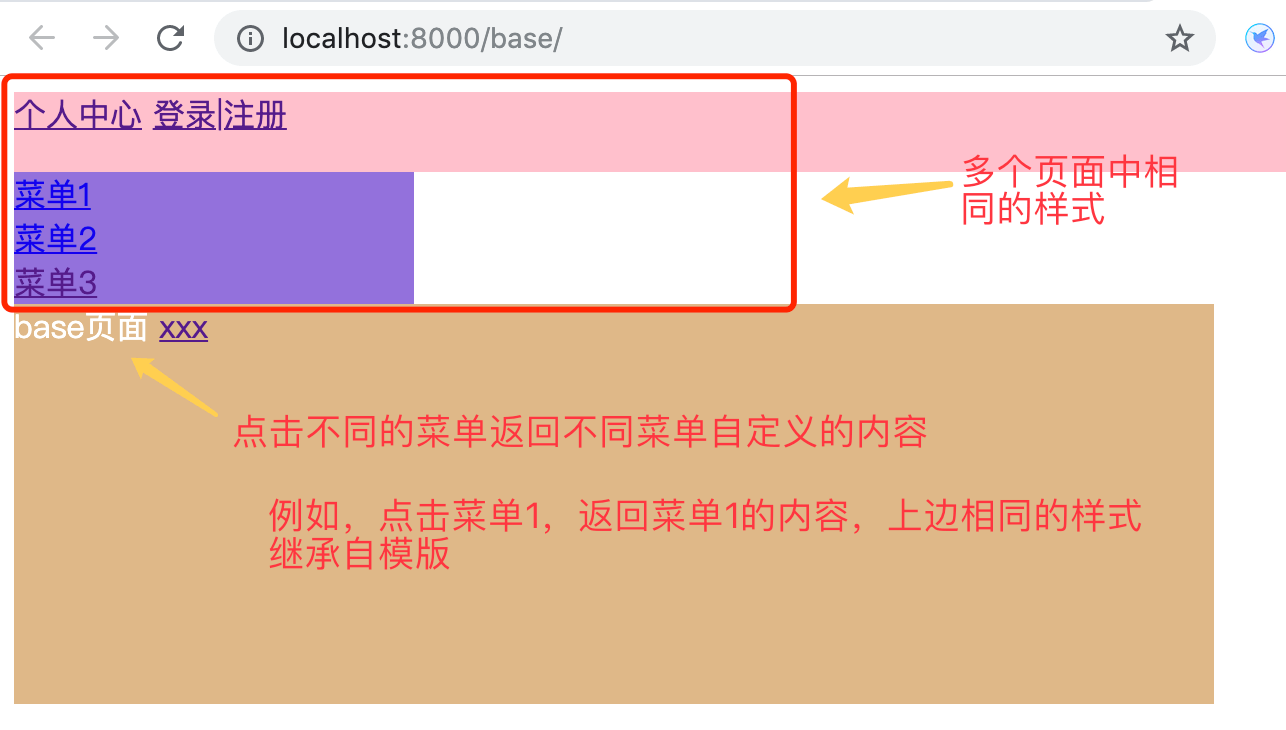 localhost:8000/base/
个人中心 登录|注册
菜单1
菜单2
菜单3
多个页面中相
同的样式
base页面 xxx
点击不同的菜单返回不同菜单自定义的内容
例如，点击菜单1，返回菜单1的内容，上边相同的样式
继承自模版